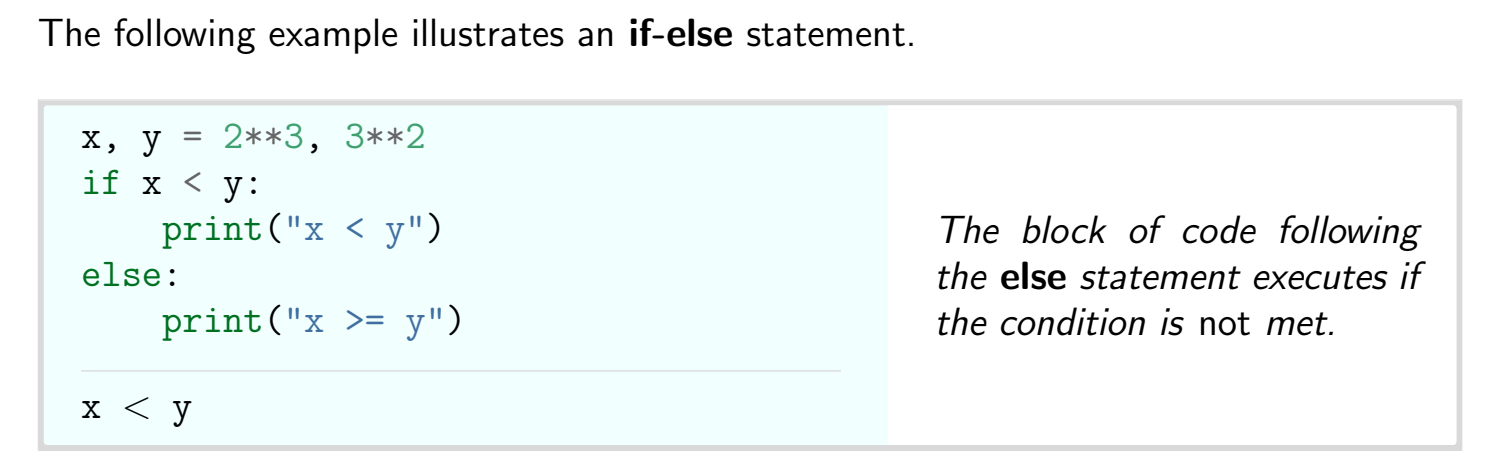 The following example illustrates an if-else statement.
x, y = 2**3, 3**2
if x < y:
    print("x < y")
else:
    print("x >= y")
x < y
The block of code following
the else statement executes if
the condition is not met.